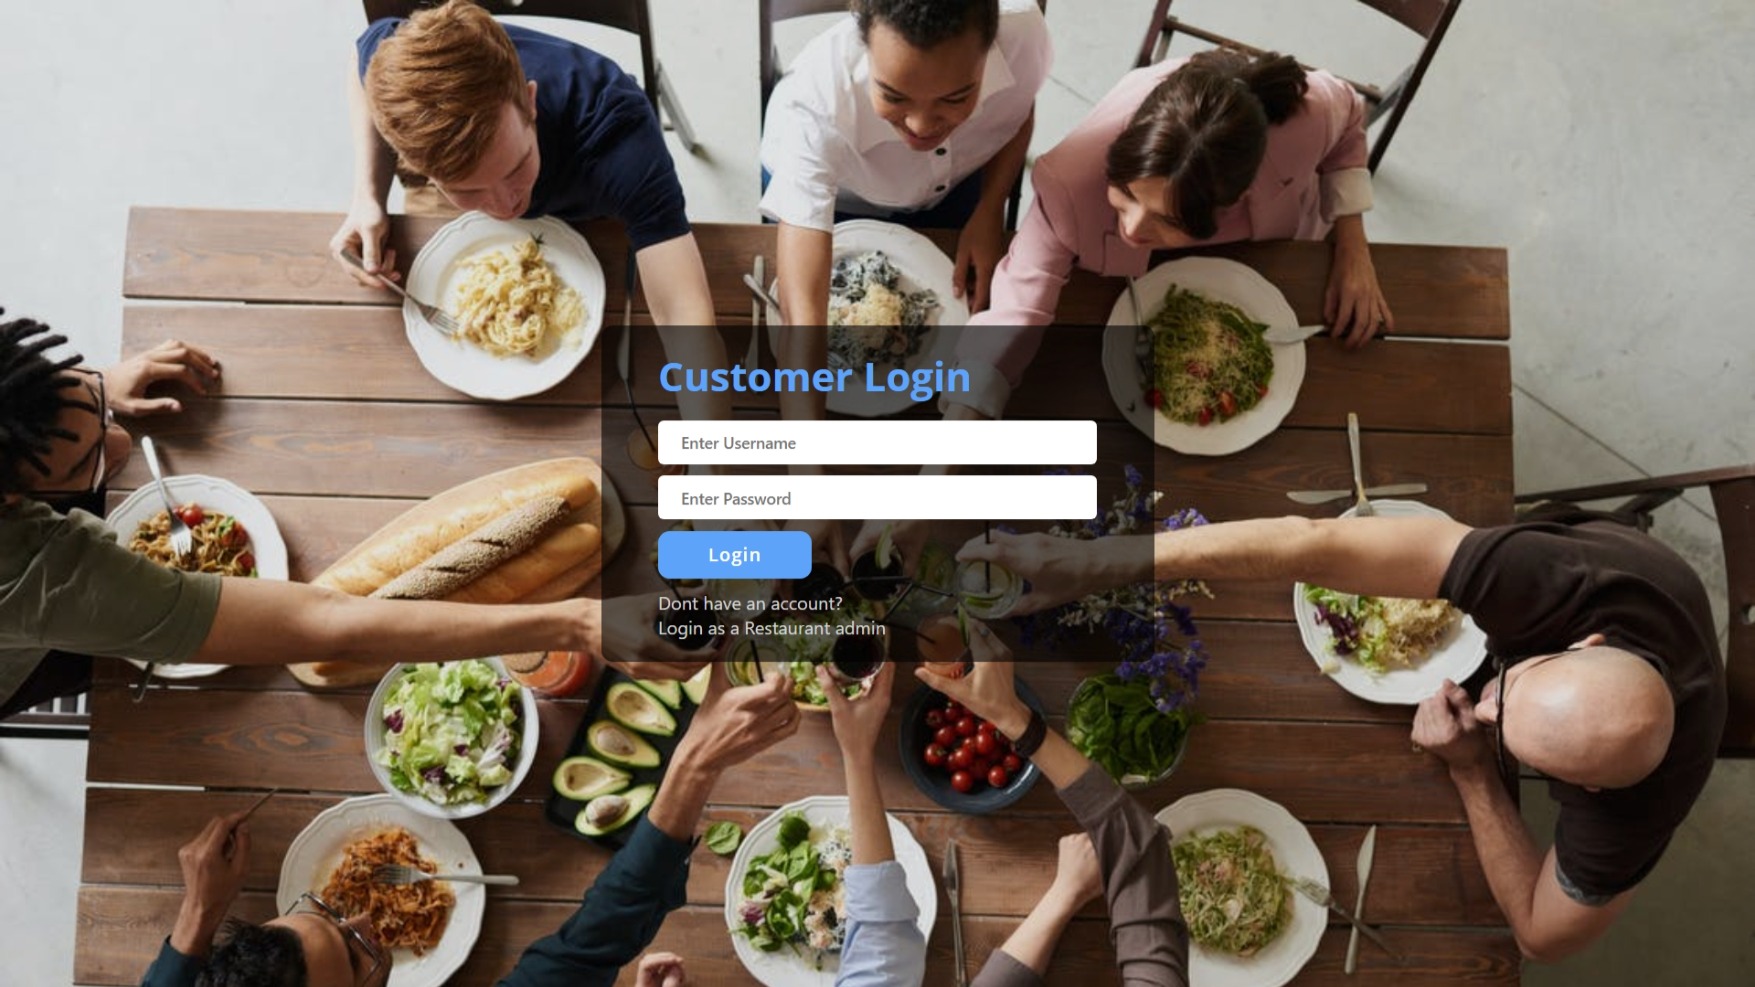 Customer Login
Enter Username
Enter Password
Login
Dont have an account?
Login as a Restaurant admin